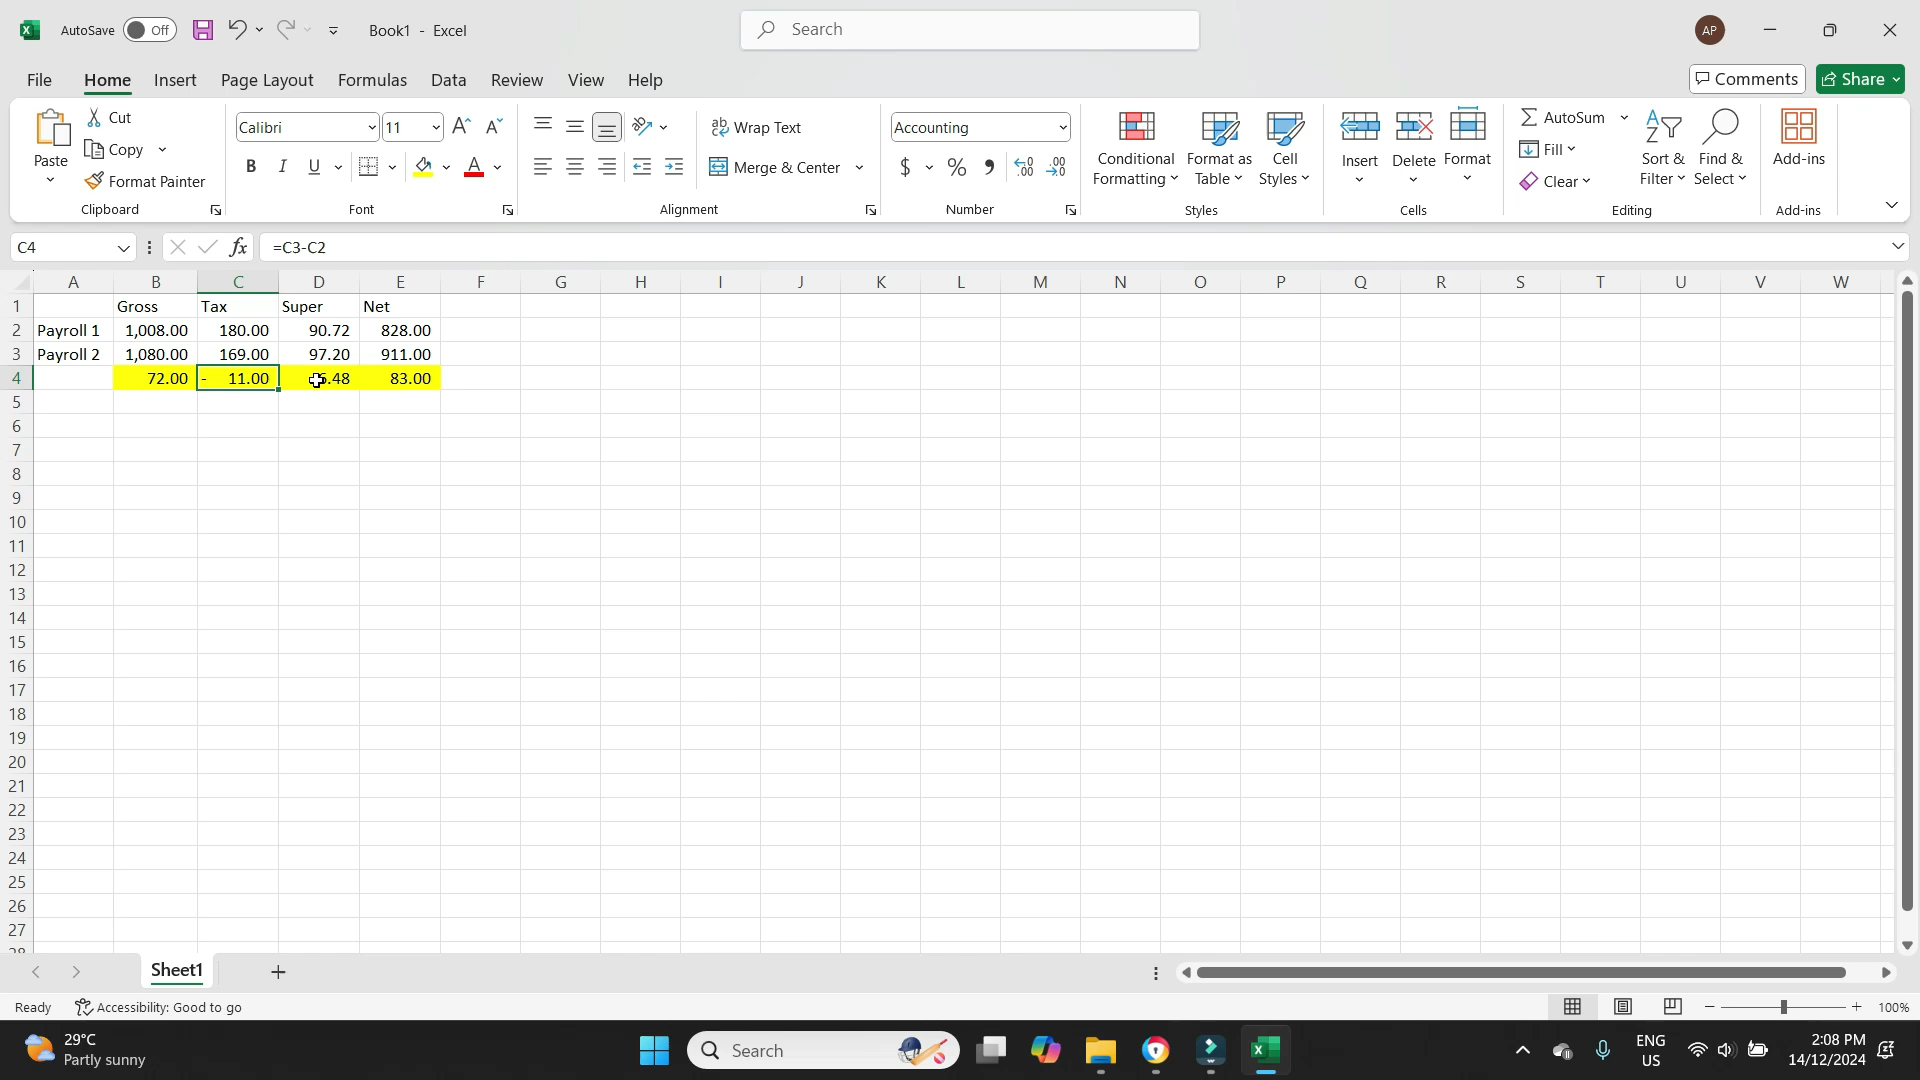 AutoSave Off Book1 - Excel Search AP
File Home Insert Page Layout Formulas Data Review View Help Comments Share
Paste Cut Copy Format Painter Clipboard
Calibri 11 B I U A Font
ab Wrap Text Merge & Center Alignment
Accounting $ % Number
Conditional Formatting Format as Table Cell Styles Styles
Insert Delete Format Cells
AutoSum Fill Clear Sort & Filter Find & Select Editing
Add-ins Add-ins
C4 fx =C3-C2
A B C D E F G H I J K L M N O P Q R S T U V W
1 Gross Tax Super Net
2 Payroll 1 1,008.00 180.00 90.72 828.00
3 Payroll 2 1,080.00 169.00 97.20 911.00
4 72.00 - 11.00 .48 83.00
5
6
7
8
9
10
11
12
13
14
15
16
17
18
19
20
21
22
23
24
25
26
27
Sheet1
Ready Accessibility: Good to go 100%
29°C
Partly sunny
Search
ENG
US
2:08 PM
14/12/2024